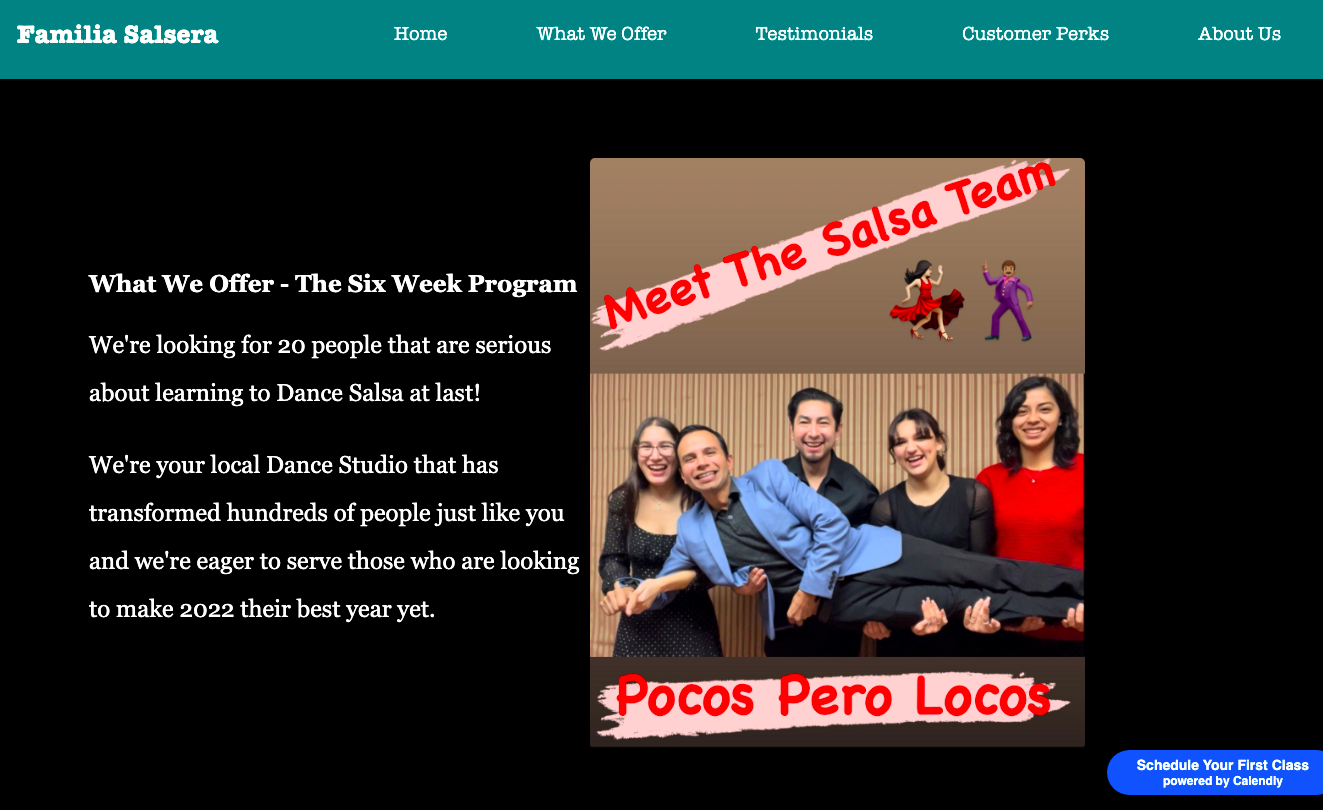 Familia Salsera
Home
What We Offer
Testimonials
Customer Perks
About Us
What We Offer - The Six Week Program
We're looking for 20 people that are serious
about learning to Dance Salsa at last!
We're your local Dance Studio that has
transformed hundreds of people just like you
and we're eager to serve those who are looking
to make 2022 their best year yet.
Meet The Salsa Team
Pocos Pero Locos
Schedule Your First Class
powered by Calendly